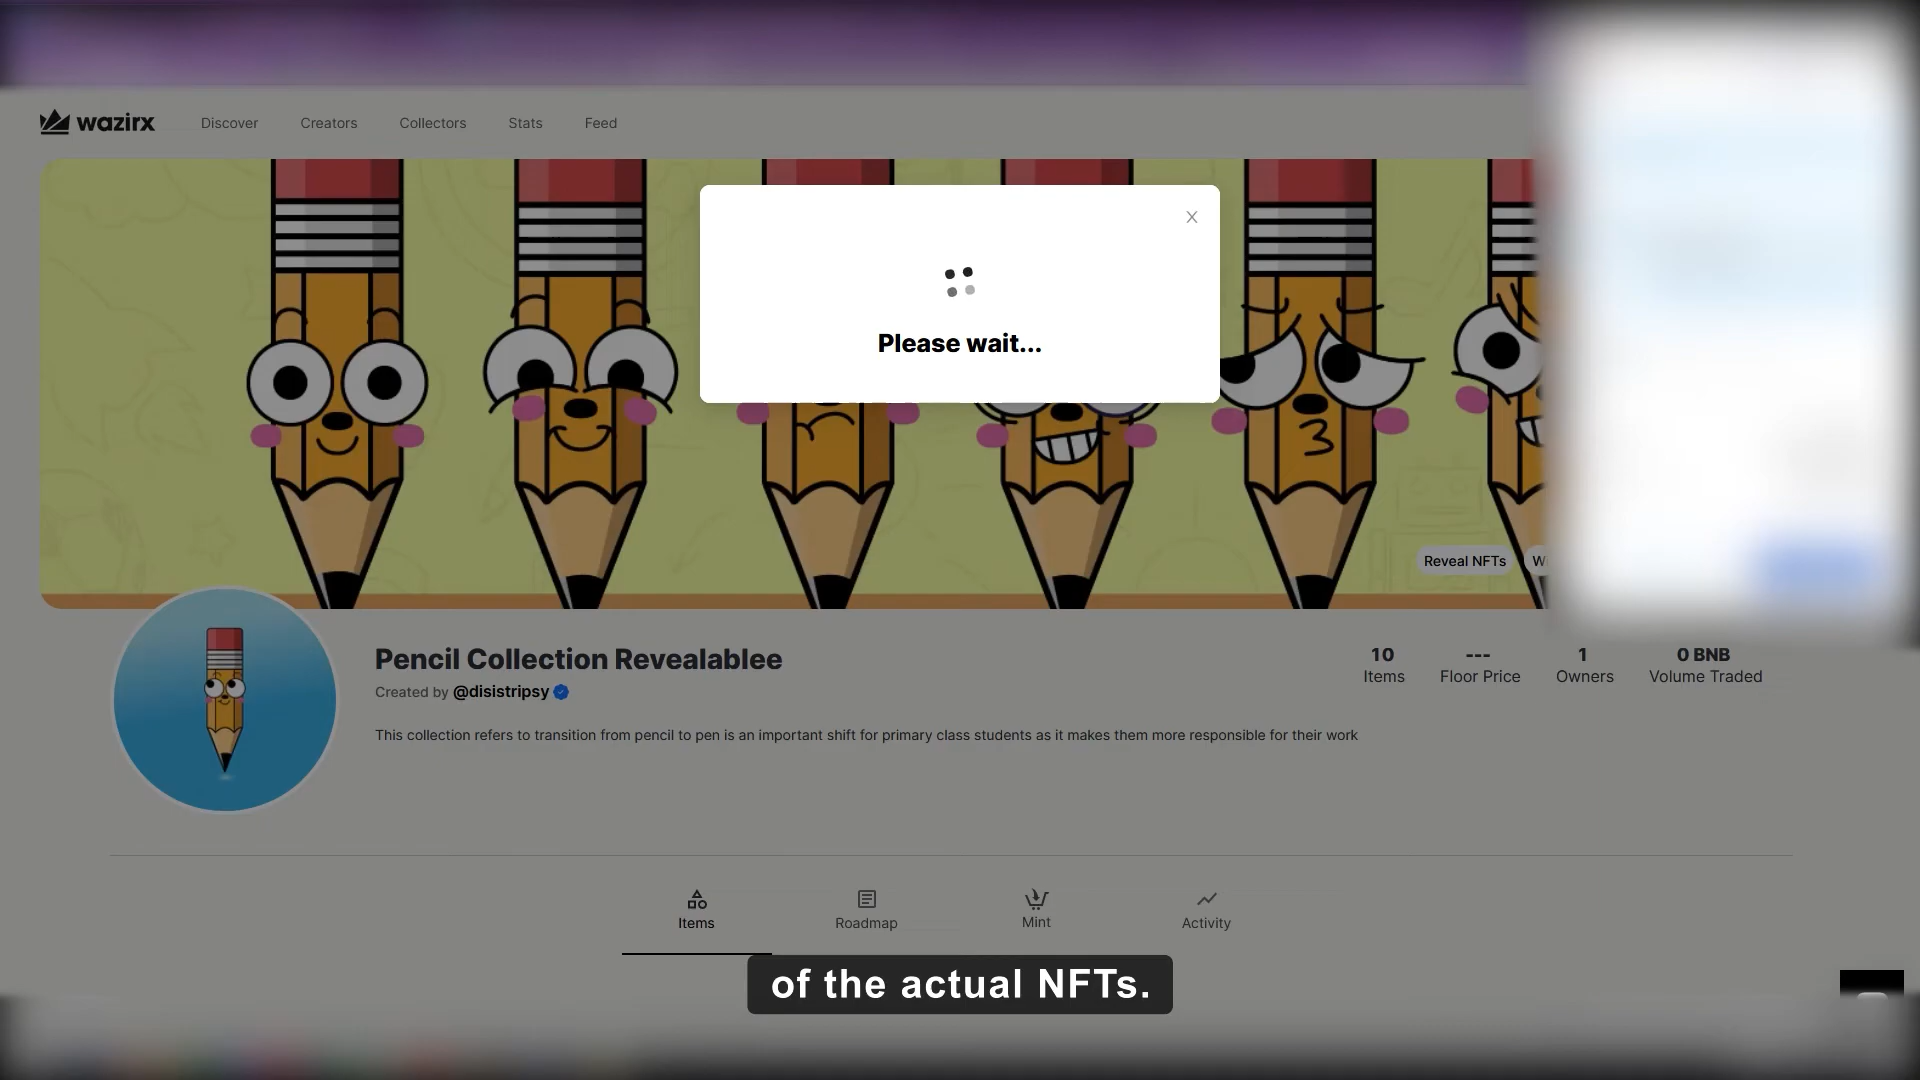 wazirx Discover Creators Collectors Stats Feed
X
Please wait...
Reveal NFTs
Pencil Collection Revealablee
Created by @disistripsy
10 --- 1 0 BNB
Items Floor Price Owners Volume Traded
This collection refers to transition from pencil to pen is an important shift for primary class students as it makes them more responsible for their work
Items Roadmap Mint Activity
of the actual NFTs.